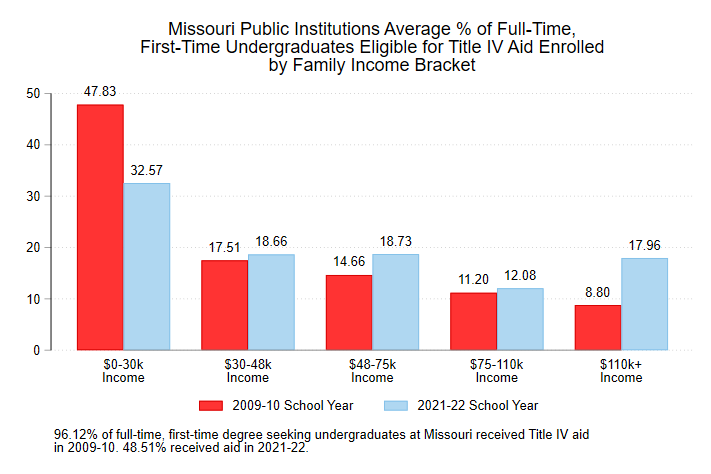 Missouri Public Institutions Average % of Full-Time,
First-Time Undergraduates Eligible for Title IV Aid Enrolled
by Family Income Bracket
50
40
30
20
10
0
47.83
32.57
17.51
18.66
14.66
18.73
11.20
12.08
8.80
17.96
$0-30k
Income
$30-48k
Income
$48-75k
Income
$75-110k
Income
$110k+
Income
2009-10 School Year
2021-22 School Year
96.12% of full-time, first-time degree seeking undergraduates at Missouri received Title IV aid
in 2009-10. 48.51% received aid in 2021-22.